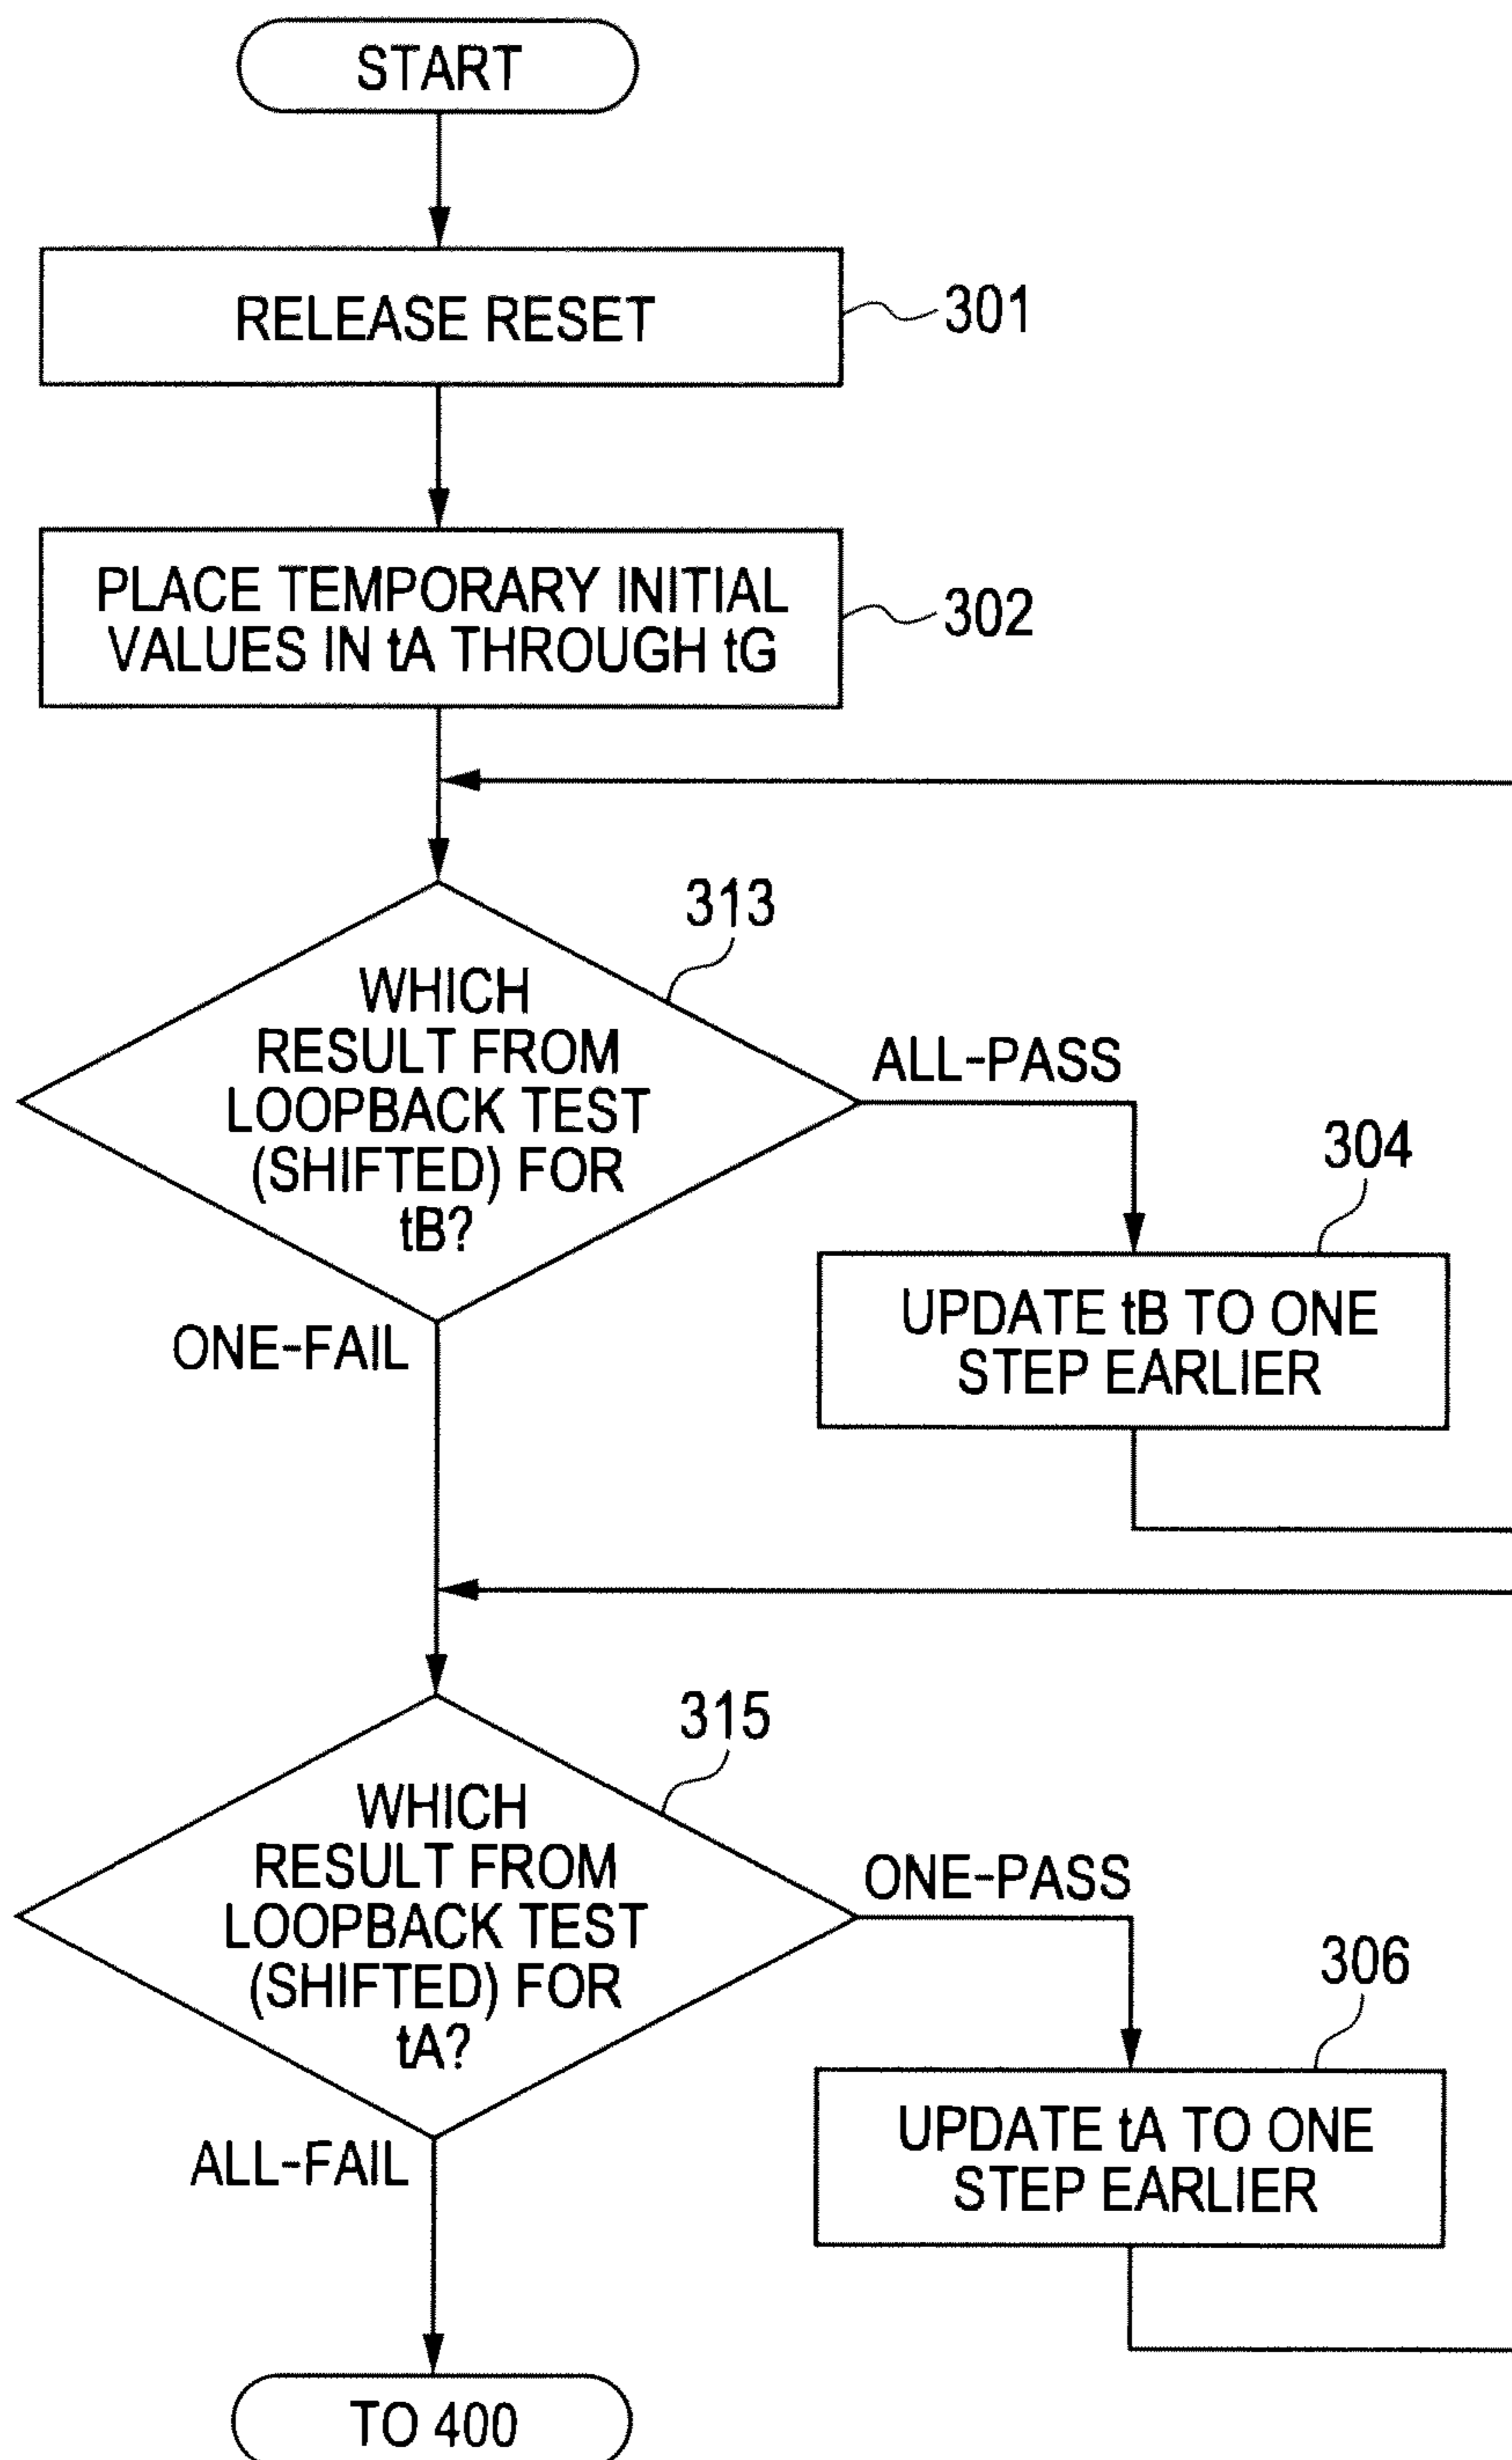 START
RELEASE RESET
301
PLACE TEMPORARY INITIAL
VALUES IN tA THROUGH tG
302
313
WHICH
RESULT FROM
LOOPBACK TEST
(SHIFTED) FOR
tB?
ALL-PASS
304
UPDATE tB TO ONE
STEP EARLIER
ONE-FAIL
315
WHICH
RESULT FROM
LOOPBACK TEST
(SHIFTED) FOR
tA?
ONE-PASS
306
UPDATE tA TO ONE
STEP EARLIER
ALL-FAIL
TO 400